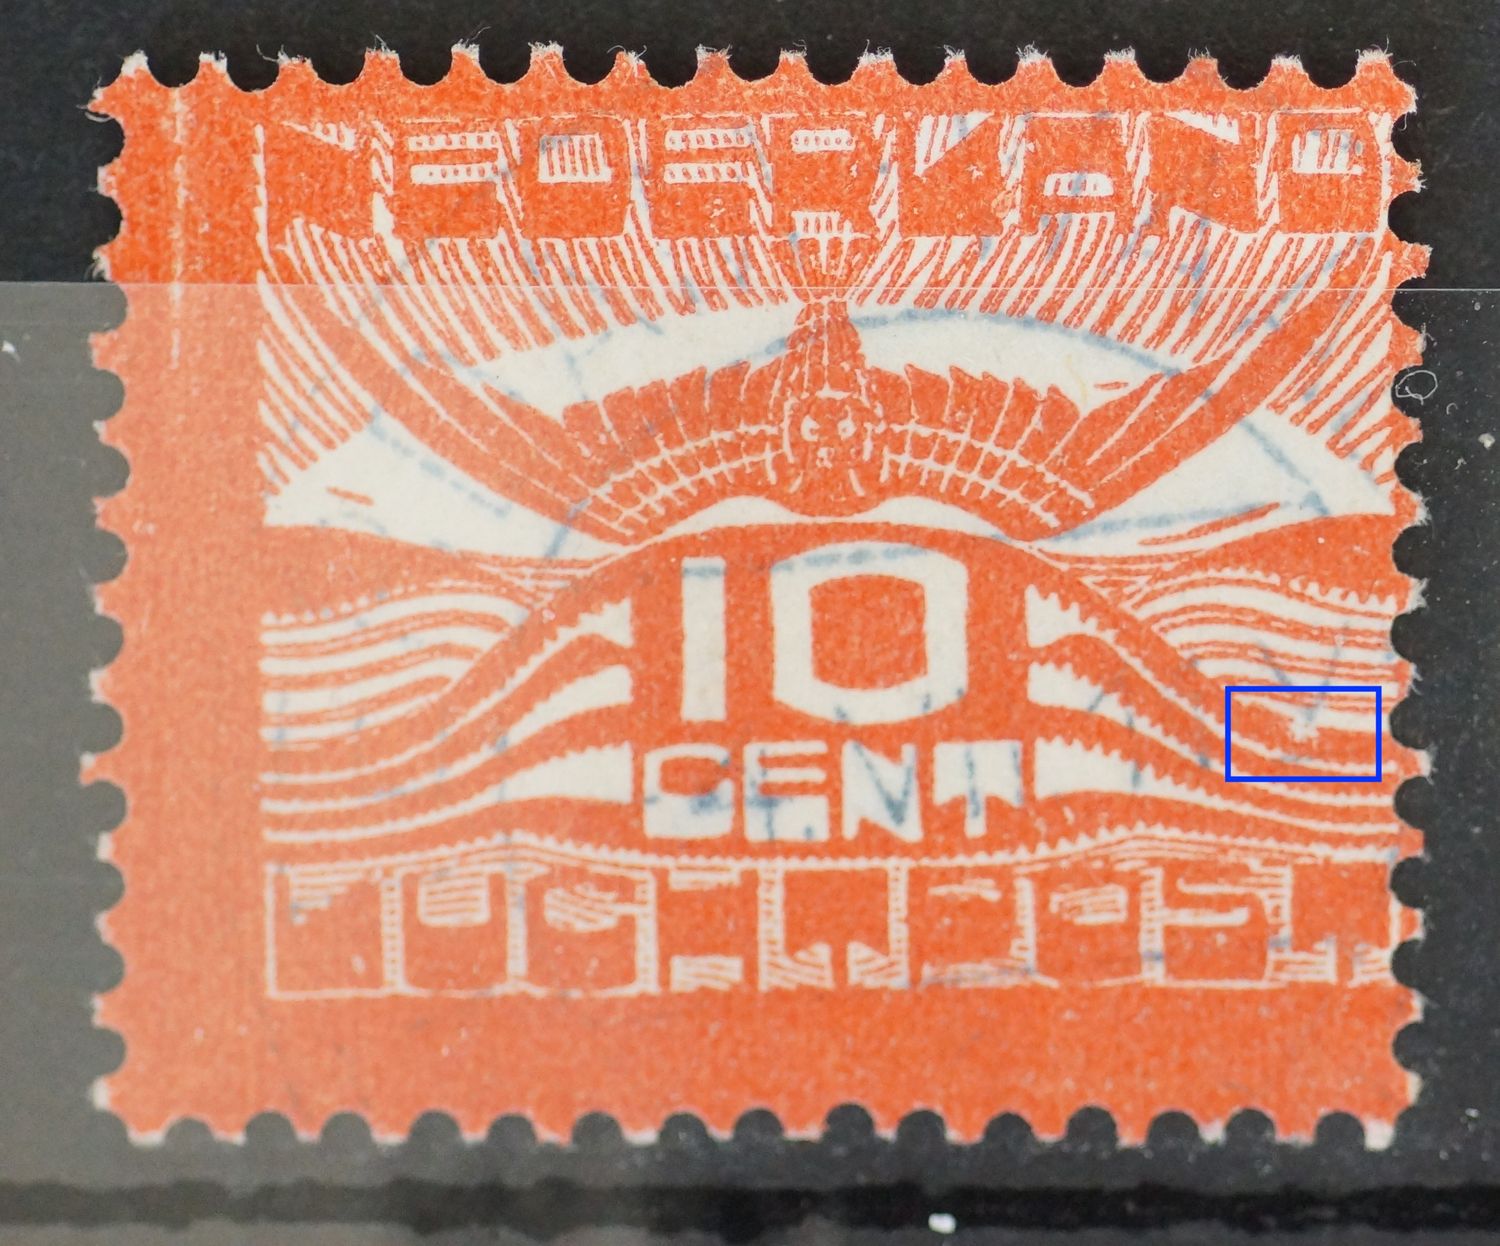 NEDERLAND
10
CENT
LUCHTPOST